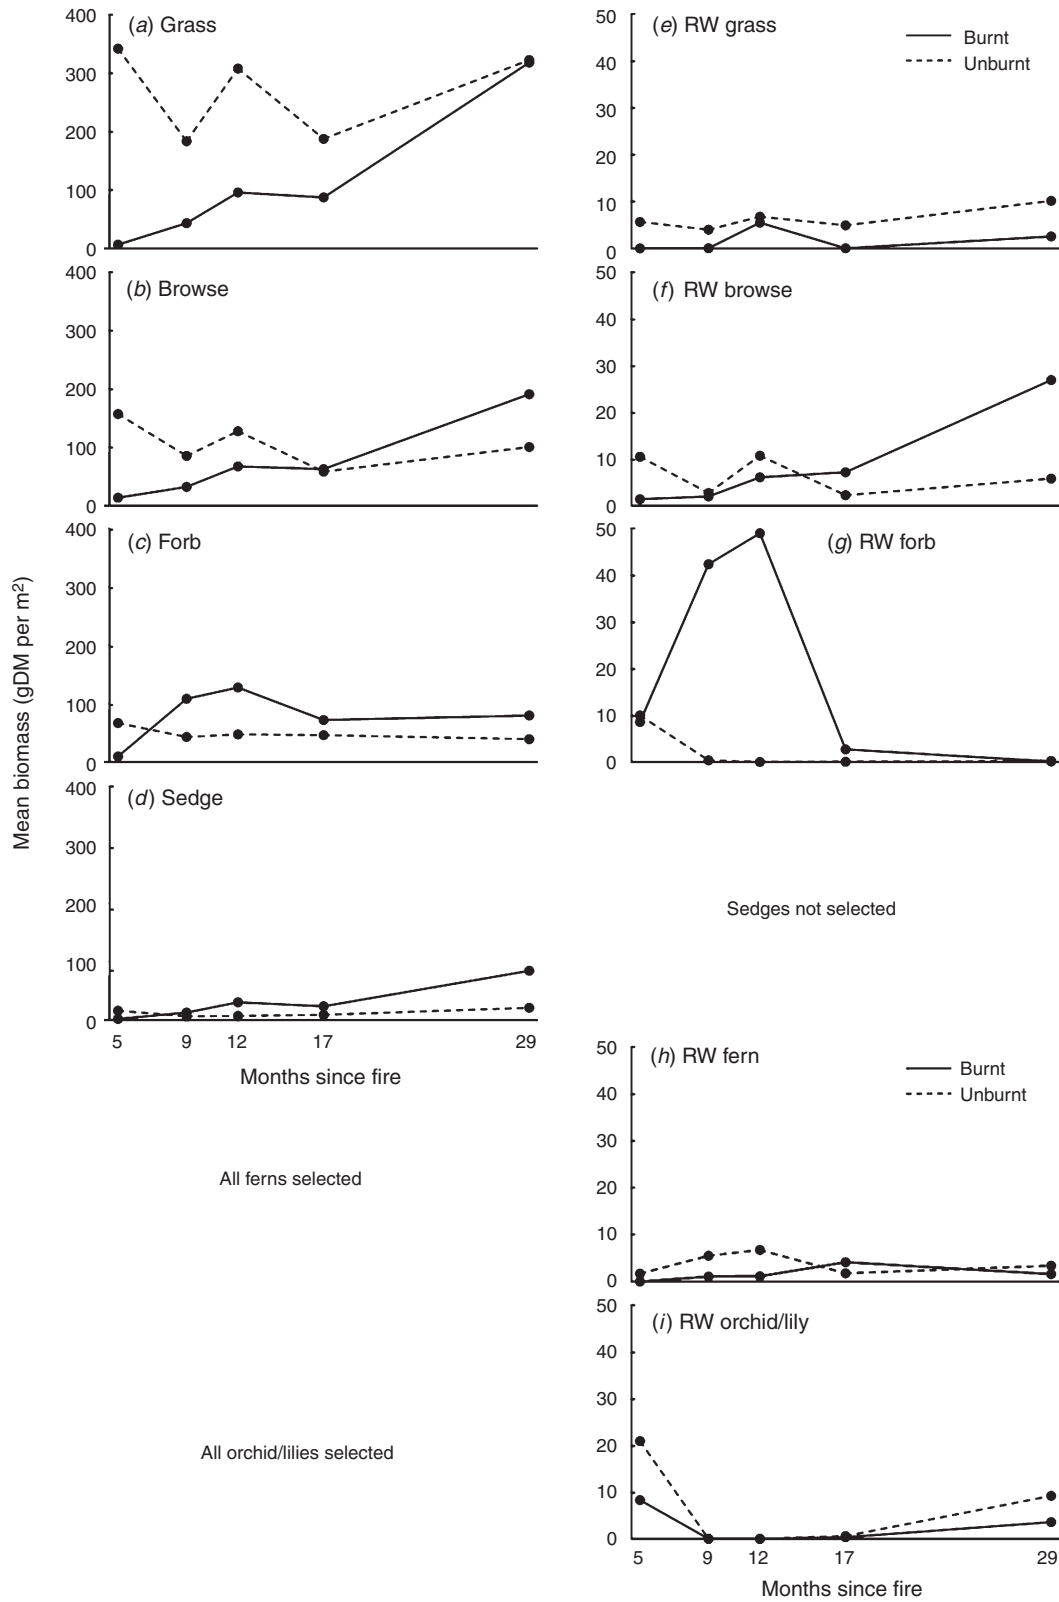 (a) Grass
400
300
200
100
0
(e) RW grass
Burnt
Unburnt
50
40
30
20
10
0
(b) Browse
400
300
200
100
0
(f) RW browse
50
40
30
20
10
0
(c) Forb
400
300
200
100
0
(g) RW forb
50
40
30
20
10
0
Mean biomass (gDM per m²)
(d) Sedge
400
300
200
100
0
5 9 12 17 29
Months since fire
Sedges not selected
All ferns selected
(h) RW fern
Burnt
Unburnt
50
40
30
20
10
0
All orchid/lilies selected
(i) RW orchid/lily
50
40
30
20
10
0
5 9 12 17 29
Months since fire